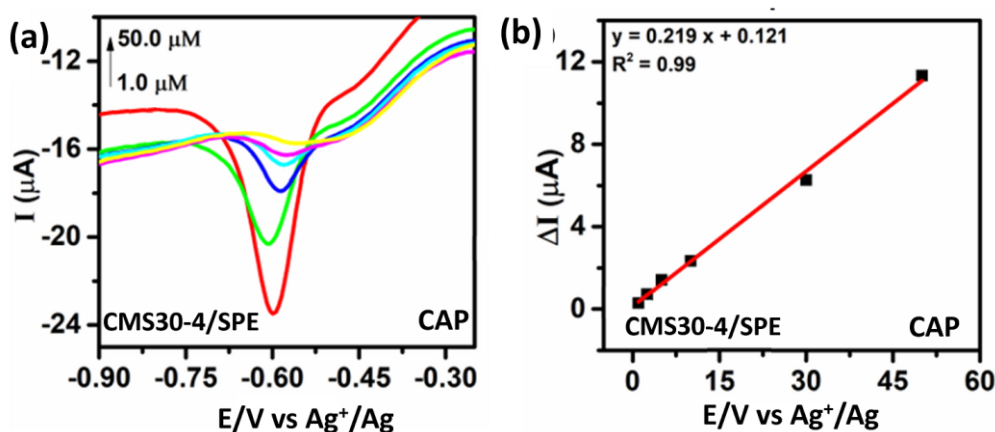 (a)
50.0 μM
1.0 μM
-12
-16
-20
-24
I (μA)
CMS30-4/SPE
CAP
-0.90 -0.75 -0.60 -0.45 -0.30
E/V vs Ag⁺/Ag
(b)
y = 0.219 x + 0.121
R² = 0.99
12
8
4
0
ΔI (μA)
CMS30-4/SPE
CAP
0 15 30 45 60
E/V vs Ag⁺/Ag